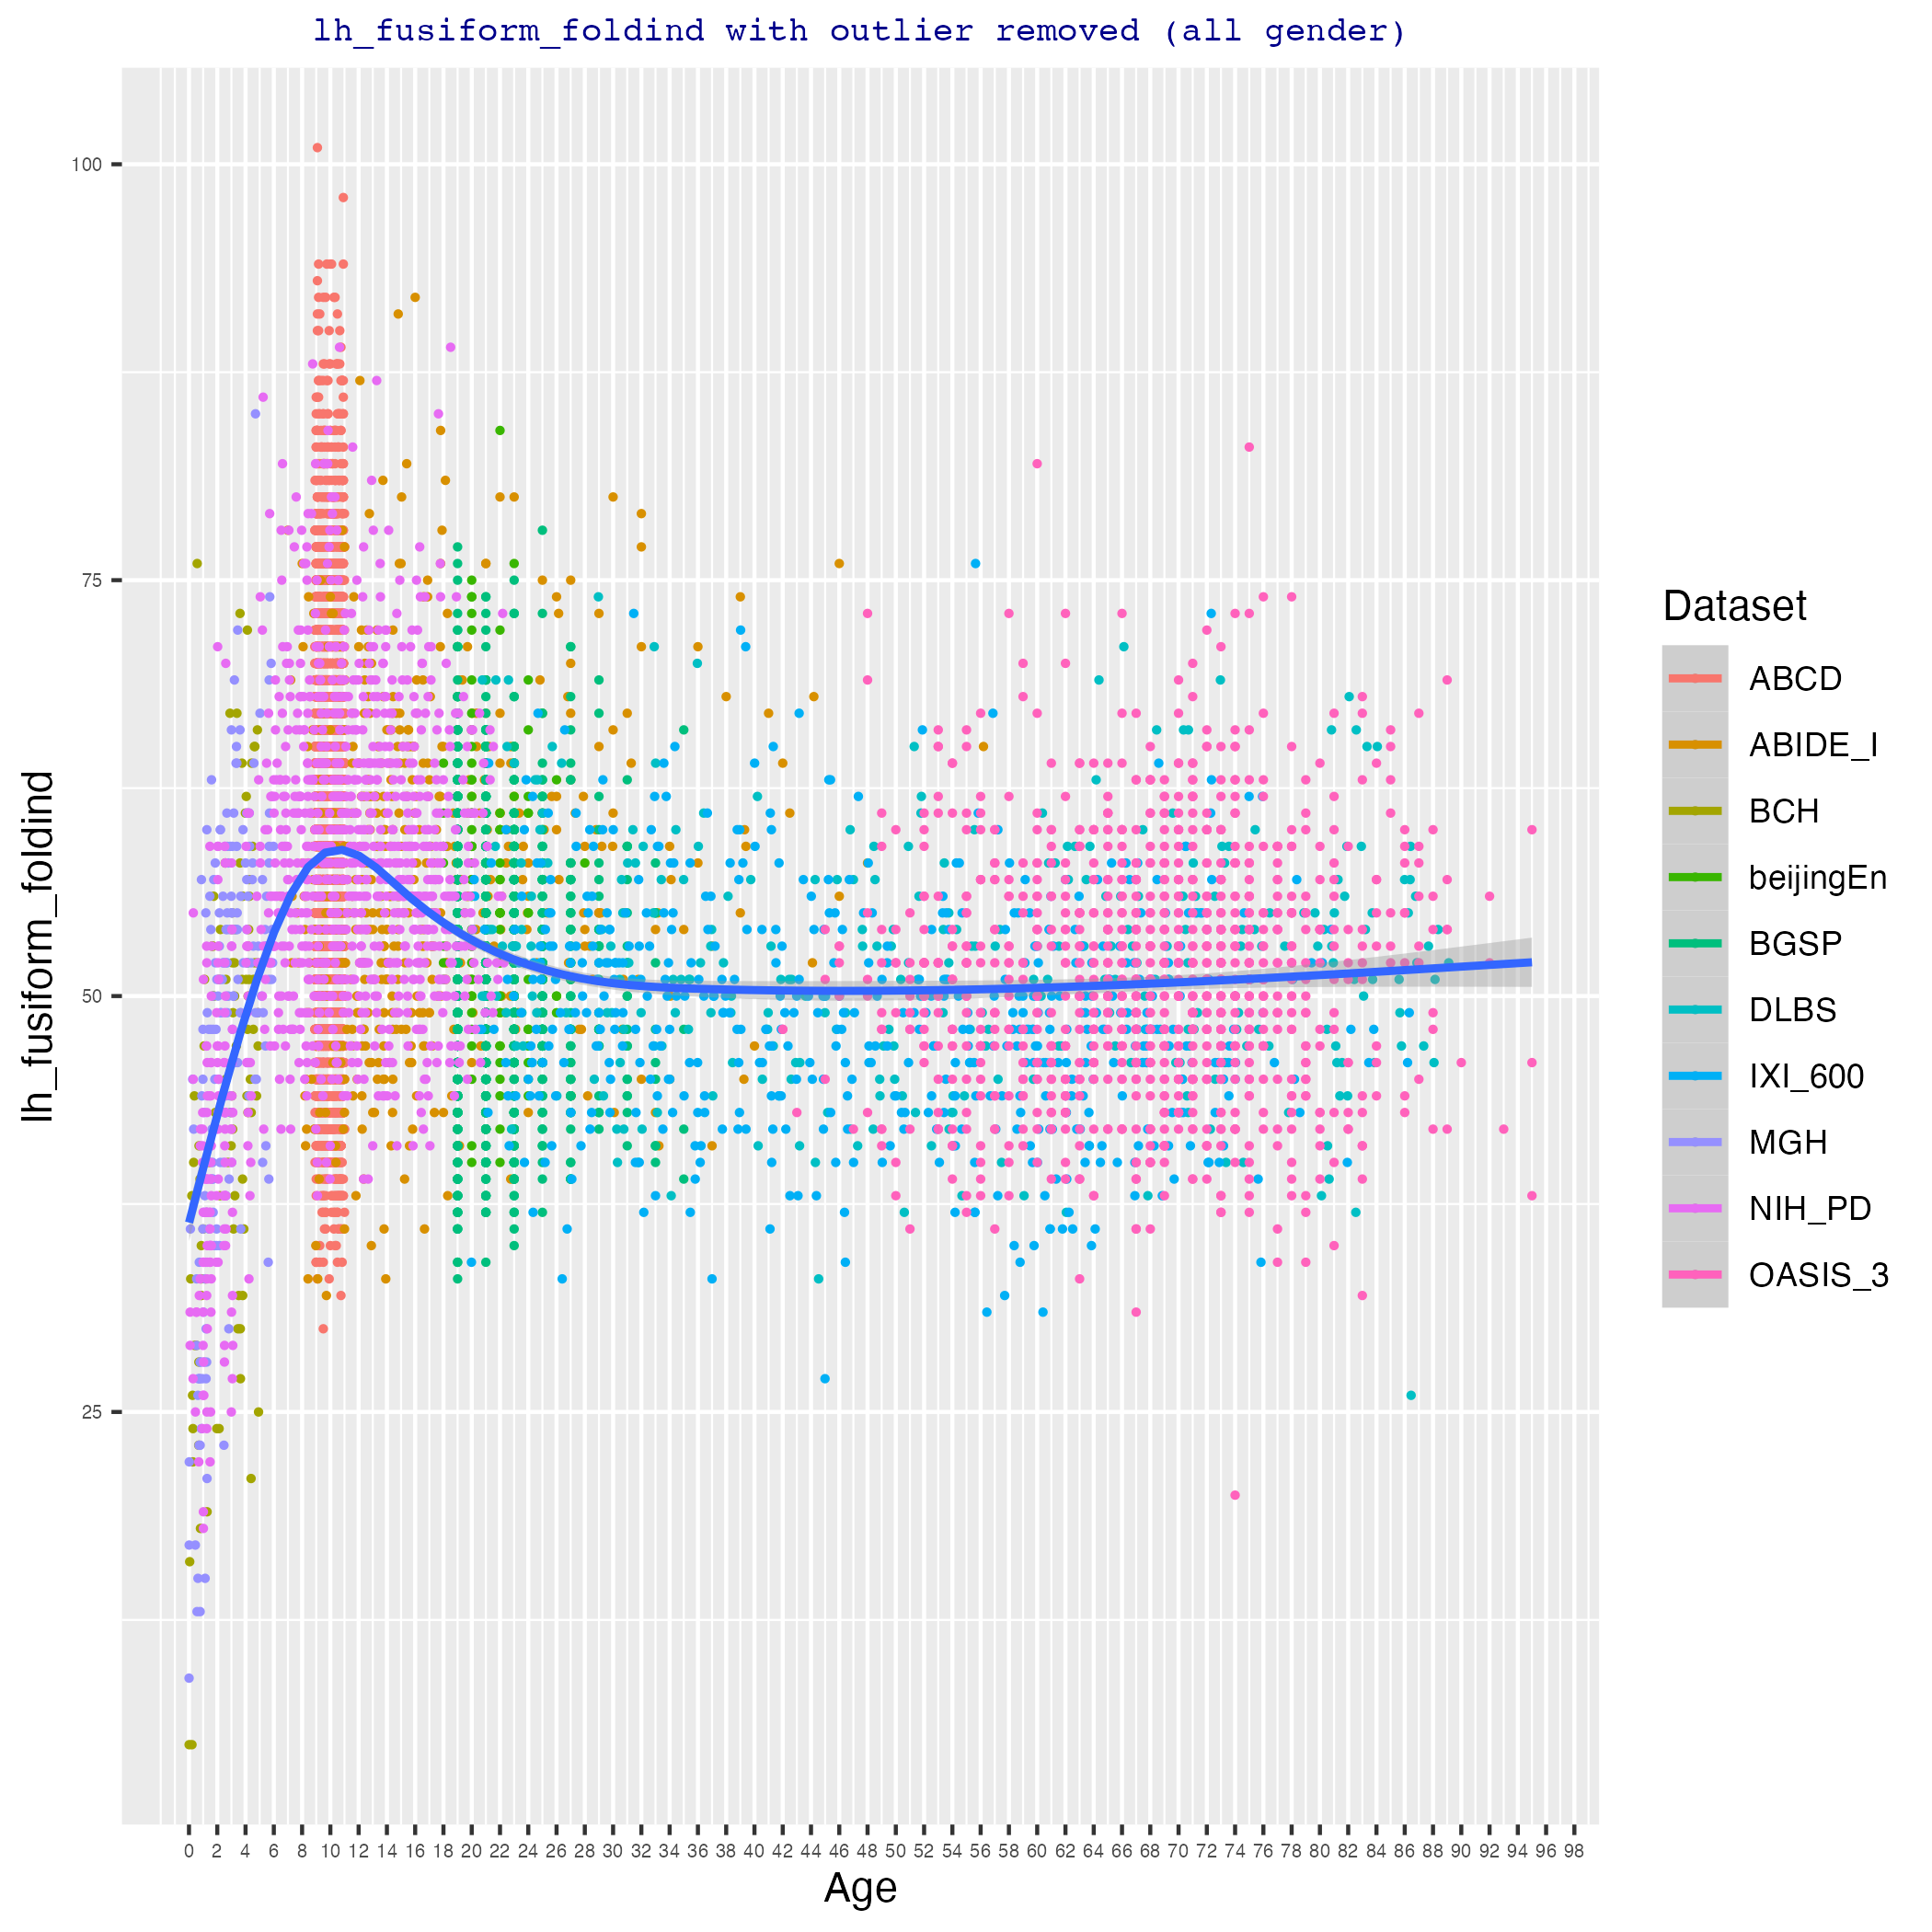 lh_fusiform_foldind with outlier removed (all gender)
lh_fusiform_foldind
100
75
50
25
0 2 4 6 8 10 12 14 16 18 20 22 24 26 28 30 32 34 36 38 40 42 44 46 48 50 52 54 56 58 60 62 64 66 68 70 72 74 76 78 80 82 84 86 88 90 92 94 96 98
Age
Dataset
ABCD
ABIDE_I
BCH
beijingEn
BGSP
DLBS
IXI_600
MGH
NIH_PD
OASIS_3